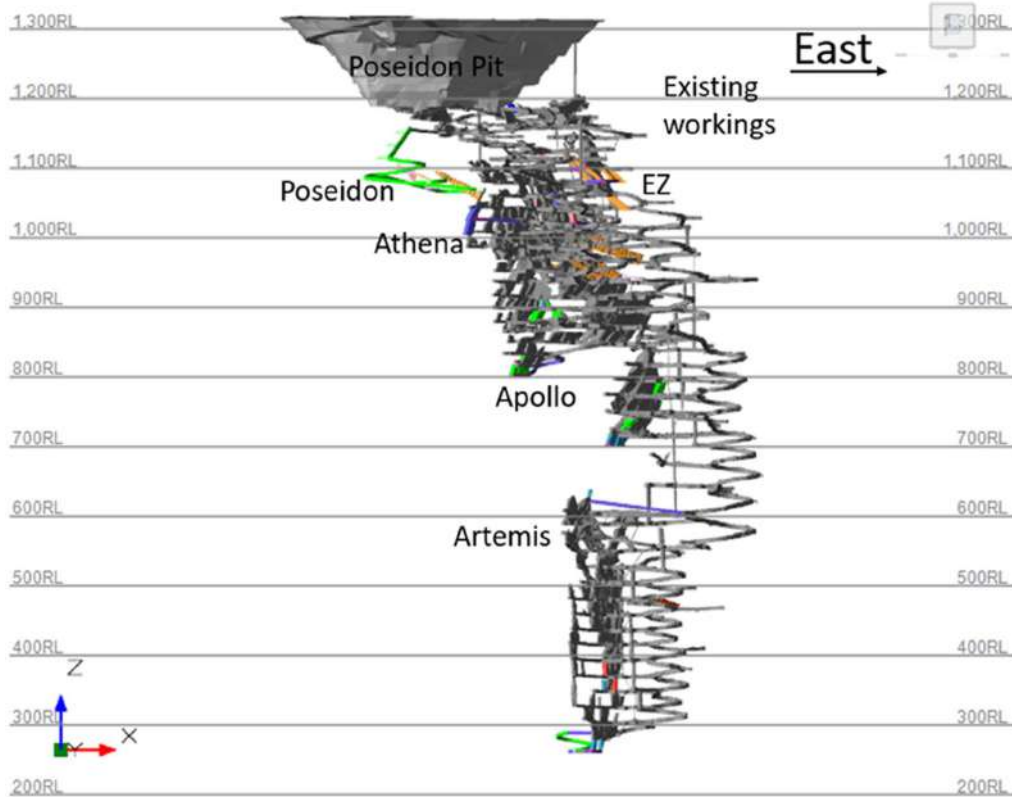 1,300RL
1,300RL
East
Poseidon Pit
Existing
workings
1,200RL
1,200RL
1,100RL
1,100RL
Poseidon
EZ
1,000RL
1,000RL
Athena
900RL
900RL
800RL
800RL
Apollo
700RL
700RL
600RL
600RL
Artemis
500RL
500RL
400RL
400RL
Z
300RL
300RL
X
Y
200RL
200RL